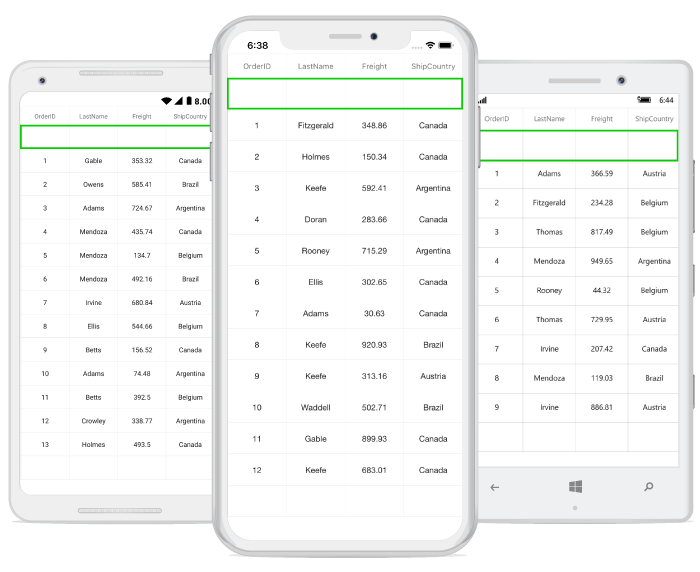 8.00
OrderID LastName Freight ShipCountry
1 Gable 353.32 Canada
2 Owens 585.41 Brazil
3 Adams 724.67 Argentina
4 Mendoza 435.74 Canada
5 Mendoza 134.7 Belgium
6 Mendoza 492.16 Brazil
7 Irvine 680.84 Austria
8 Ellis 544.66 Belgium
9 Betts 156.52 Canada
10 Adams 74.48 Argentina
11 Betts 392.5 Belgium
12 Crowley 338.77 Argentina
13 Holmes 493.5 Canada
6:38
OrderID LastName Freight ShipCountry
1 Fitzgerald 348.86 Canada
2 Holmes 150.34 Canada
3 Keefe 592.41 Argentina
4 Doran 283.66 Canada
5 Rooney 715.29 Argentina
6 Ellis 302.65 Canada
7 Adams 30.63 Canada
8 Keefe 920.93 Brazil
9 Keefe 313.16 Austria
10 Waddell 502.71 Brazil
11 Gable 899.93 Canada
12 Keefe 683.01 Canada
6:44
OrderID LastName Freight ShipCountry
1 Adams 366.59 Austria
2 Fitzgerald 234.28 Belgium
3 Thomas 817.49 Belgium
4 Mendoza 949.65 Argentina
5 Rooney 44.32 Belgium
6 Thomas 729.95 Austria
7 Irvine 207.42 Canada
8 Mendoza 119.03 Brazil
9 Irvine 886.81 Austria